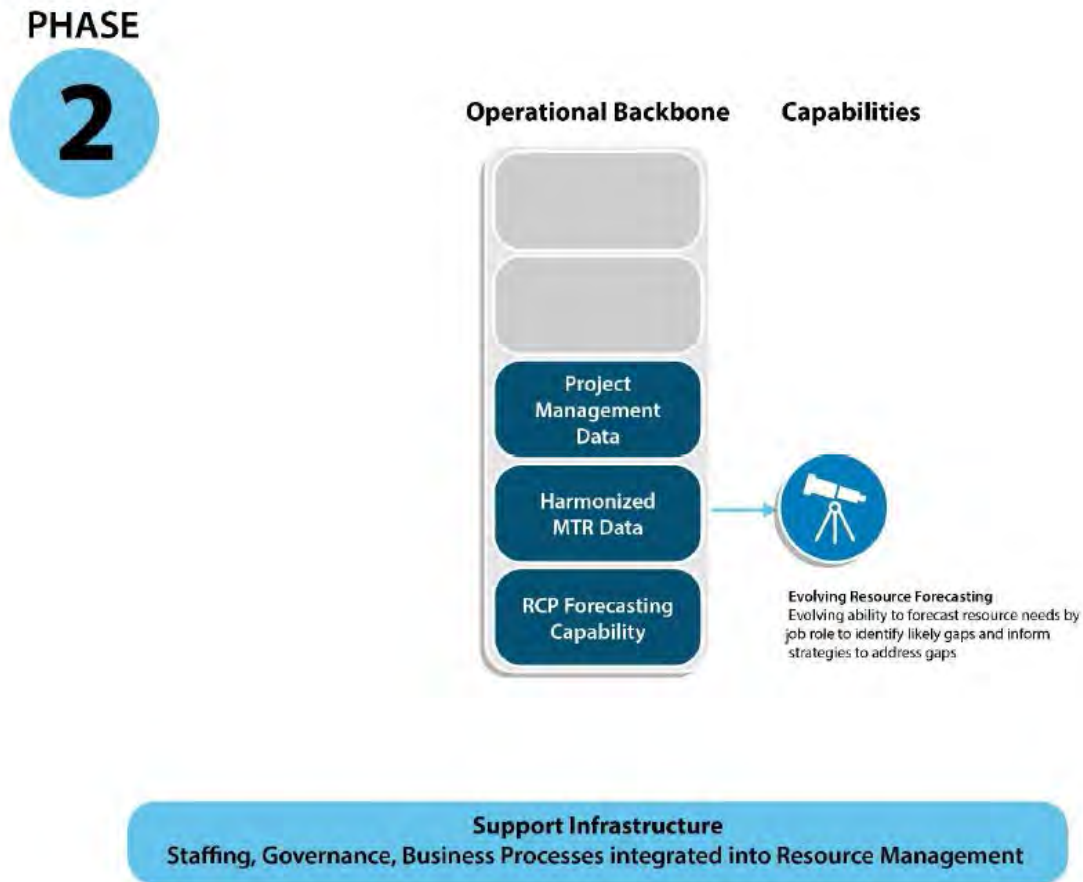 PHASE
2
Operational Backbone
Capabilities
Project
Management
Data
Harmonized
MTR Data
RCP Forecasting
Capability
Evolving Resource Forecasting
Evolving ability to forecast resource needs by
job role to identify likely gaps and inform
strategies to address gaps
Support Infrastructure
Staffing, Governance, Business Processes integrated into Resource Management